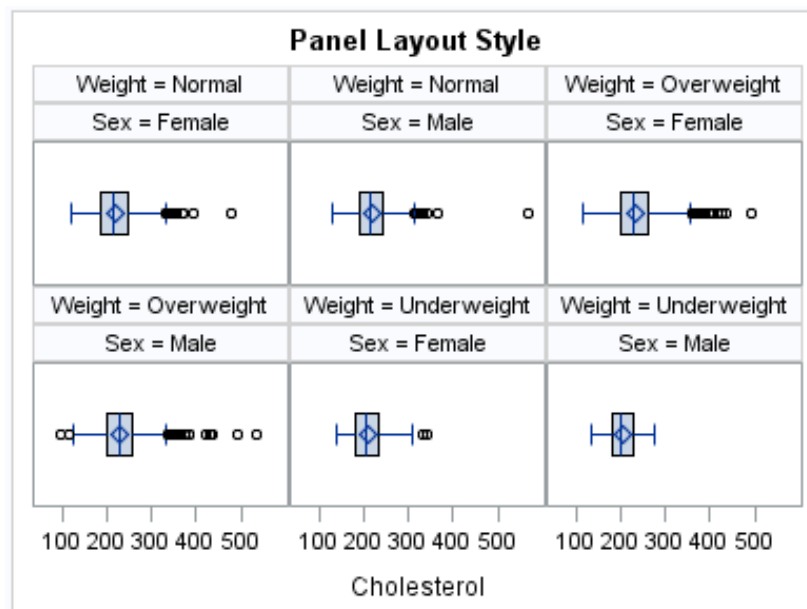 Panel Layout Style
Weight = Normal
Weight = Normal
Weight = Overweight
Sex = Female
Sex = Male
Sex = Female
Weight = Overweight
Weight = Underweight
Weight = Underweight
Sex = Male
Sex = Female
Sex = Male
100 200 300 400 500
100 200 300 400 500
100 200 300 400 500
Cholesterol